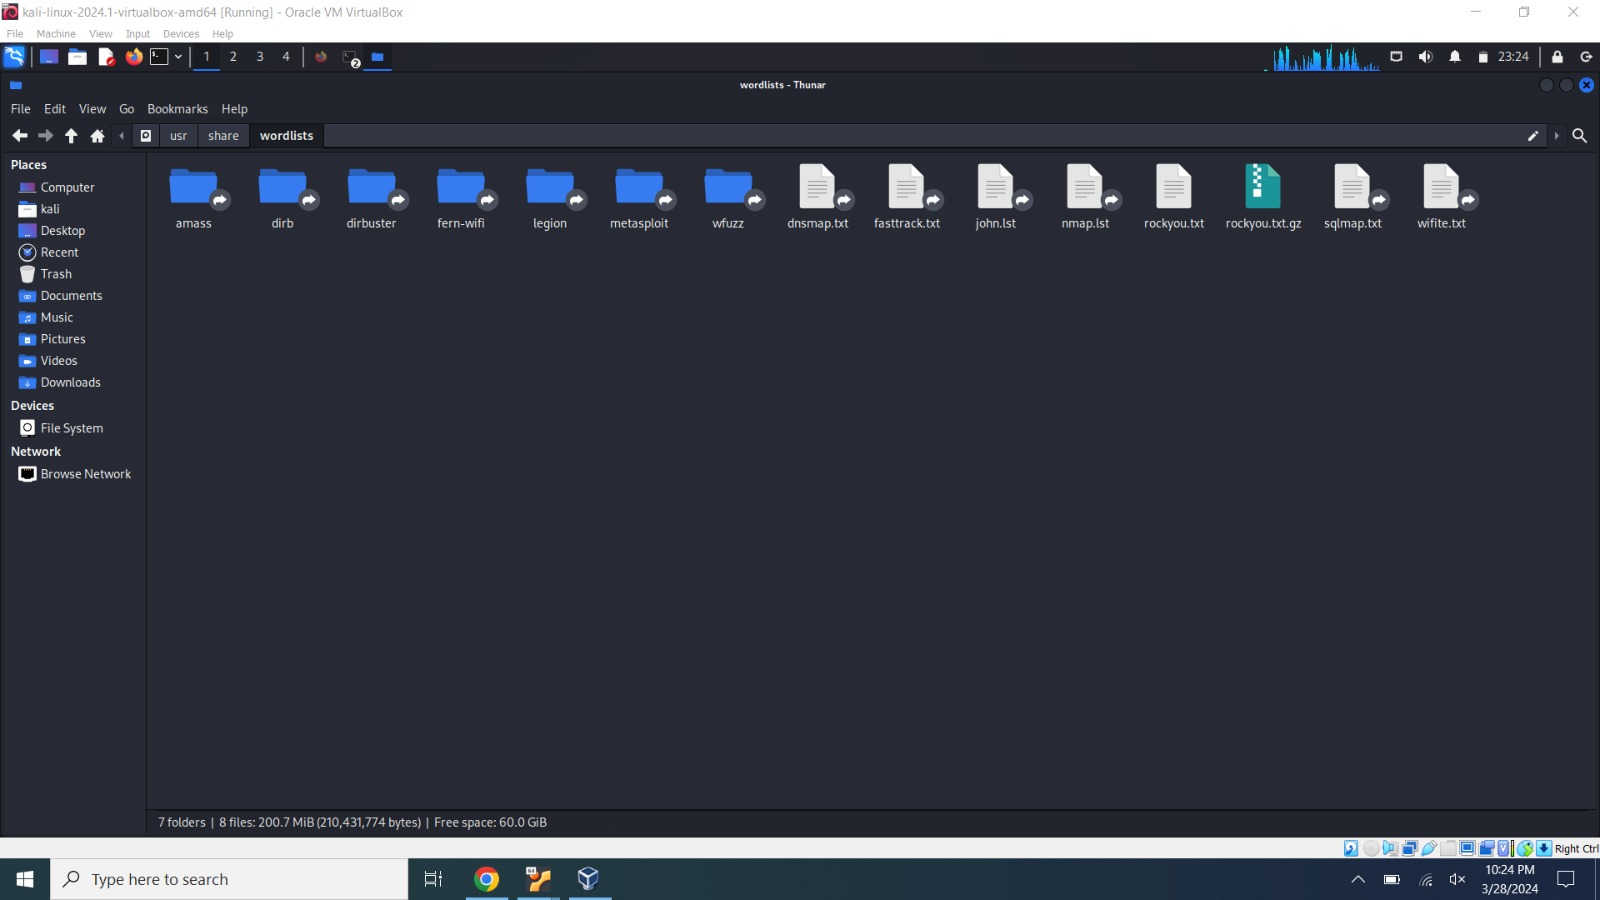 kali-linux-2024.1-virtualbox-amd64 [Running] - Oracle VM VirtualBox
File Machine View Input Devices Help
1 2 3 4 2 23:24
wordlists - Thunar
File Edit View Go Bookmarks Help
usr share wordlists
Places
Computer
kali
Desktop
Recent
Trash
Documents
Music
Pictures
Videos
Downloads
Devices
File System
Network
Browse Network
amass dirb dirbuster fern-wifi legion metasploit wfuzz dnsmap.txt fasttrack.txt john.lst nmap.lst rockyou.txt rockyou.txt.gz sqlmap.txt wifite.txt
7 folders | 8 files: 200.7 MiB (210,431,774 bytes) | Free space: 60.0 GiB
Right Ctrl
Type here to search
10:24 PM
3/28/2024